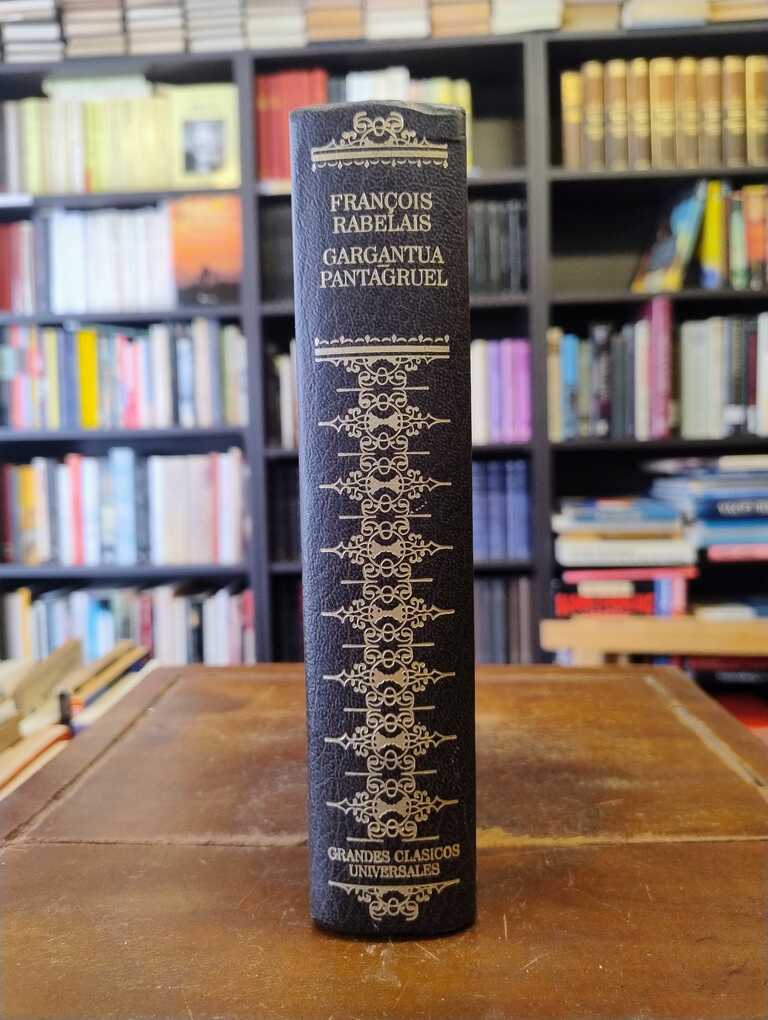 FRANÇOIS
RABELAIS
GARGANTUA
PANTAGRUEL
GRANDES CLASICOS
UNIVERSALES